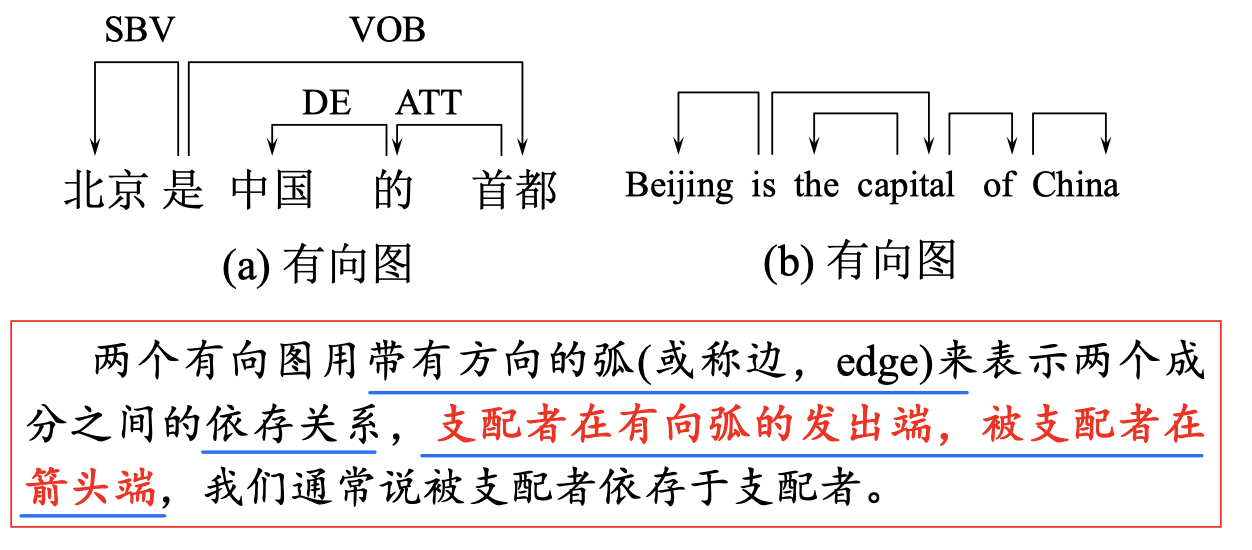 SBV VOB
DE ATT
北京 是 中国 的 首都
Beijing is the capital of China
(a) 有向图
(b) 有向图
两个有向图用带有方向的弧(或称边，edge)来表示两个成
分之间的依存关系，支配者在有向弧的发出端，被支配者在
箭头端，我们通常说被支配者依存于支配者。